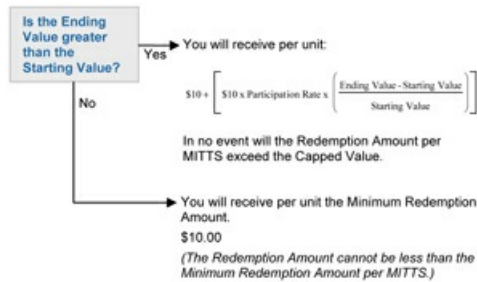 Is the Ending
Value greater
than the
Starting Value?
Yes
You will receive per unit:
$10 + [ $10 x Participation Rate x ( Ending Value - Starting Value / Starting Value ) ]
In no event will the Redemption Amount per
MITTS exceed the Capped Value.
No
You will receive per unit the Minimum Redemption
Amount.
$10.00
(The Redemption Amount cannot be less than the
Minimum Redemption Amount per MITTS.)